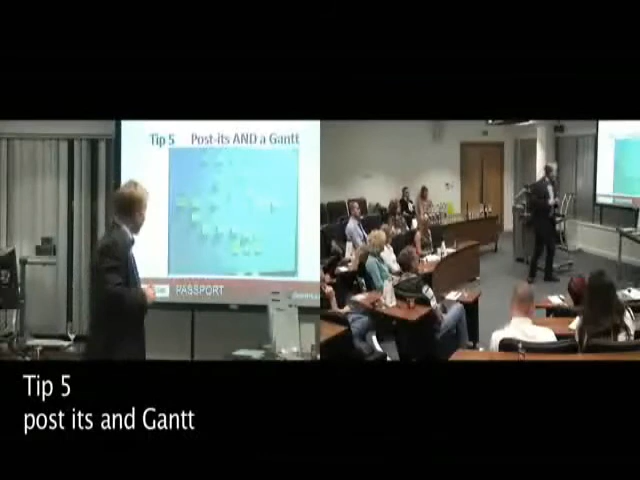 Tip 5 Post-its AND a Gantt
PASSPORT
Tip 5
post its and Gantt